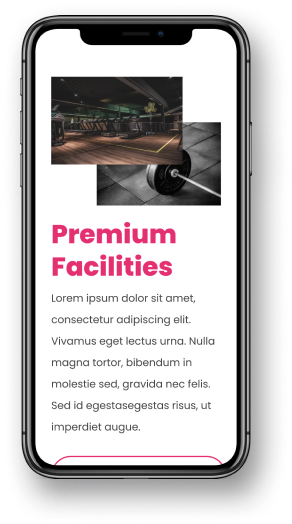 Premium
Facilities
Lorem ipsum dolor sit amet,
consectetur adipiscing elit.
Vivamus eget lectus urna. Nulla
magna tortor, bibendum in
molestie sed, gravida nec felis.
Sed id egestasegestas risus, ut
imperdiet augue.